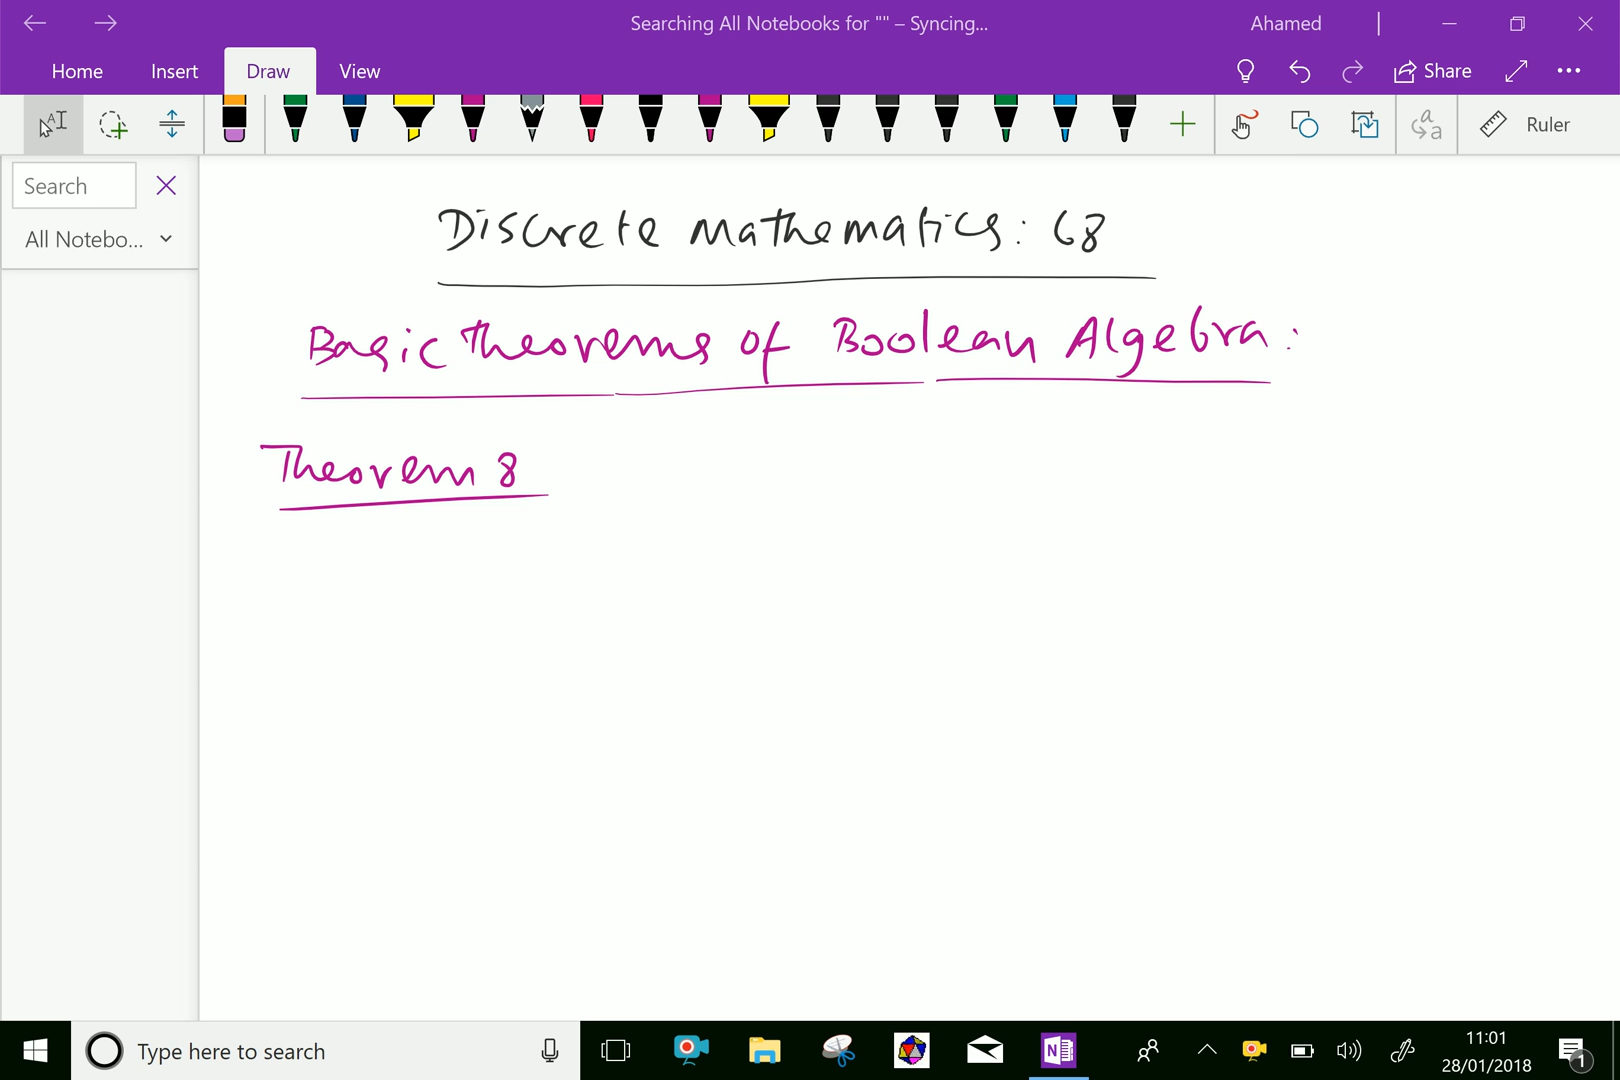 Searching All Notebooks for "" – Syncing...
Ahamed
Home Insert Draw View
Share
Ruler
Search
All Notebo...
Discrete Mathematics: 68
Basic Theorems of Boolean Algebra:
Theorem 8
Type here to search
11:01
28/01/2018
1